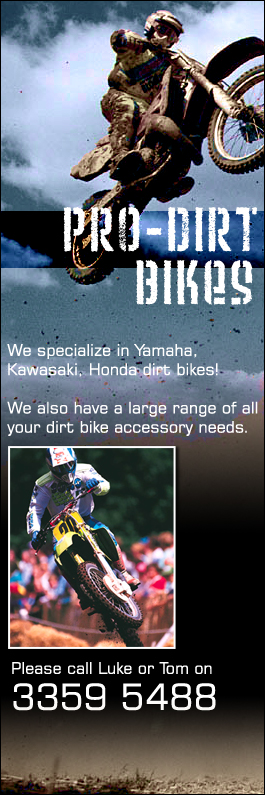 PRO-DIRT
BIKES
We specialize in Yamaha,
Kawasaki, Honda dirt bikes!
We also have a large range of all
your dirt bike accessory needs.
Please call Luke or Tom on
3359 5488